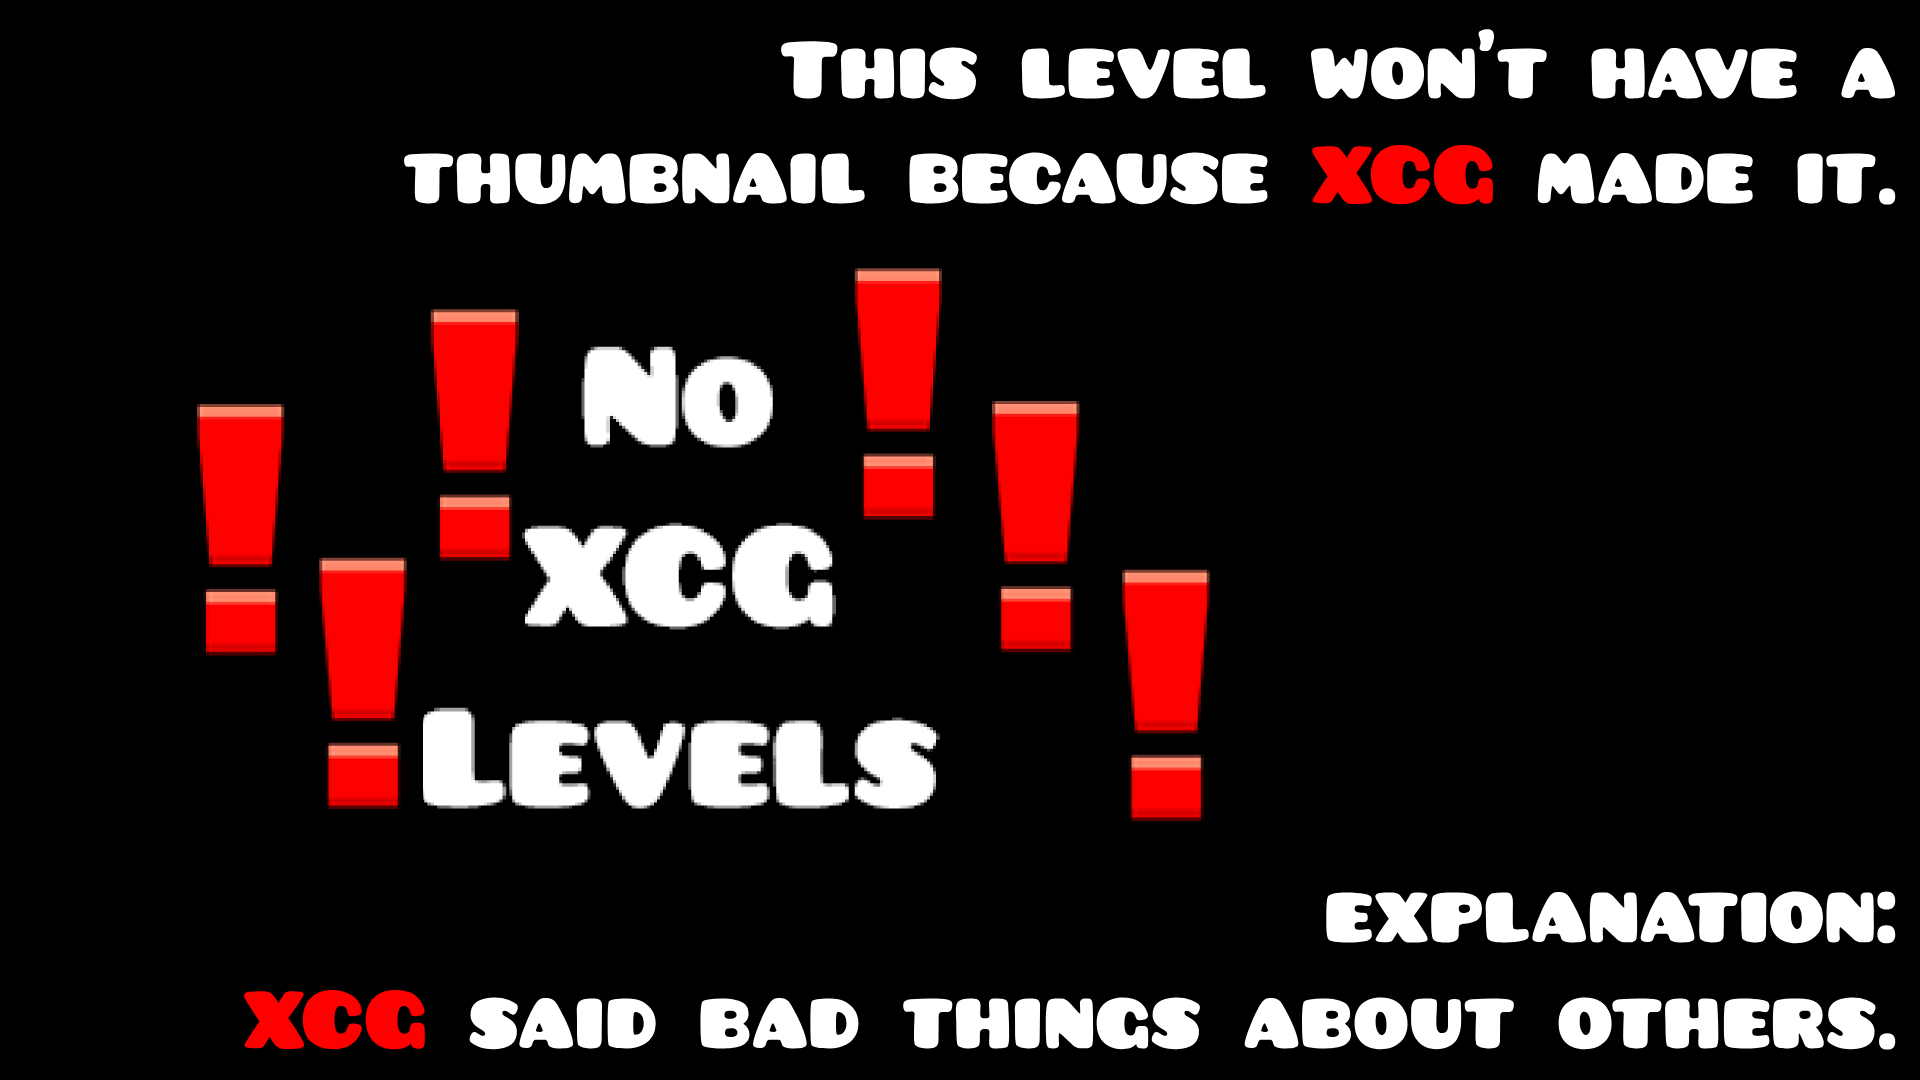 This level won't have a
thumbnail because XCG made it.
! ! No ! !
! XCG !
Levels
explanation:
XCG said bad things about others.